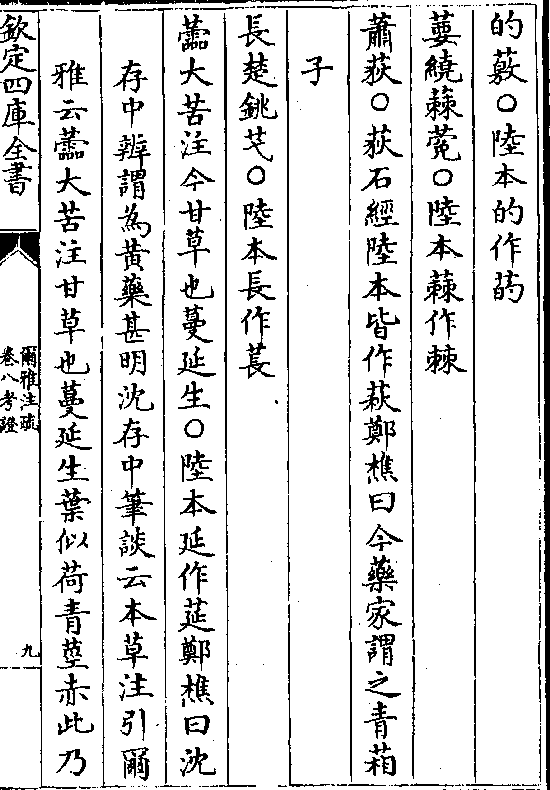 的薂○陸本的作菂
葽繞蕀蒬○陸本蕀作棘
蕭荻○荻石經陸本皆作萩鄭樵曰今藥家謂之青葙
子
長楚銚芅○陸本長作萇
蘦大苦注今甘草也蔓延生○陸本延作莚鄭樵曰沈
存中辨謂為黄藥甚明沈存中筆談云本草注引爾
雅云蘦大苦注甘草也蔓延生葉似荷青莖赤此乃
欽定四庫全書
爾雅注疏
卷八考證
九